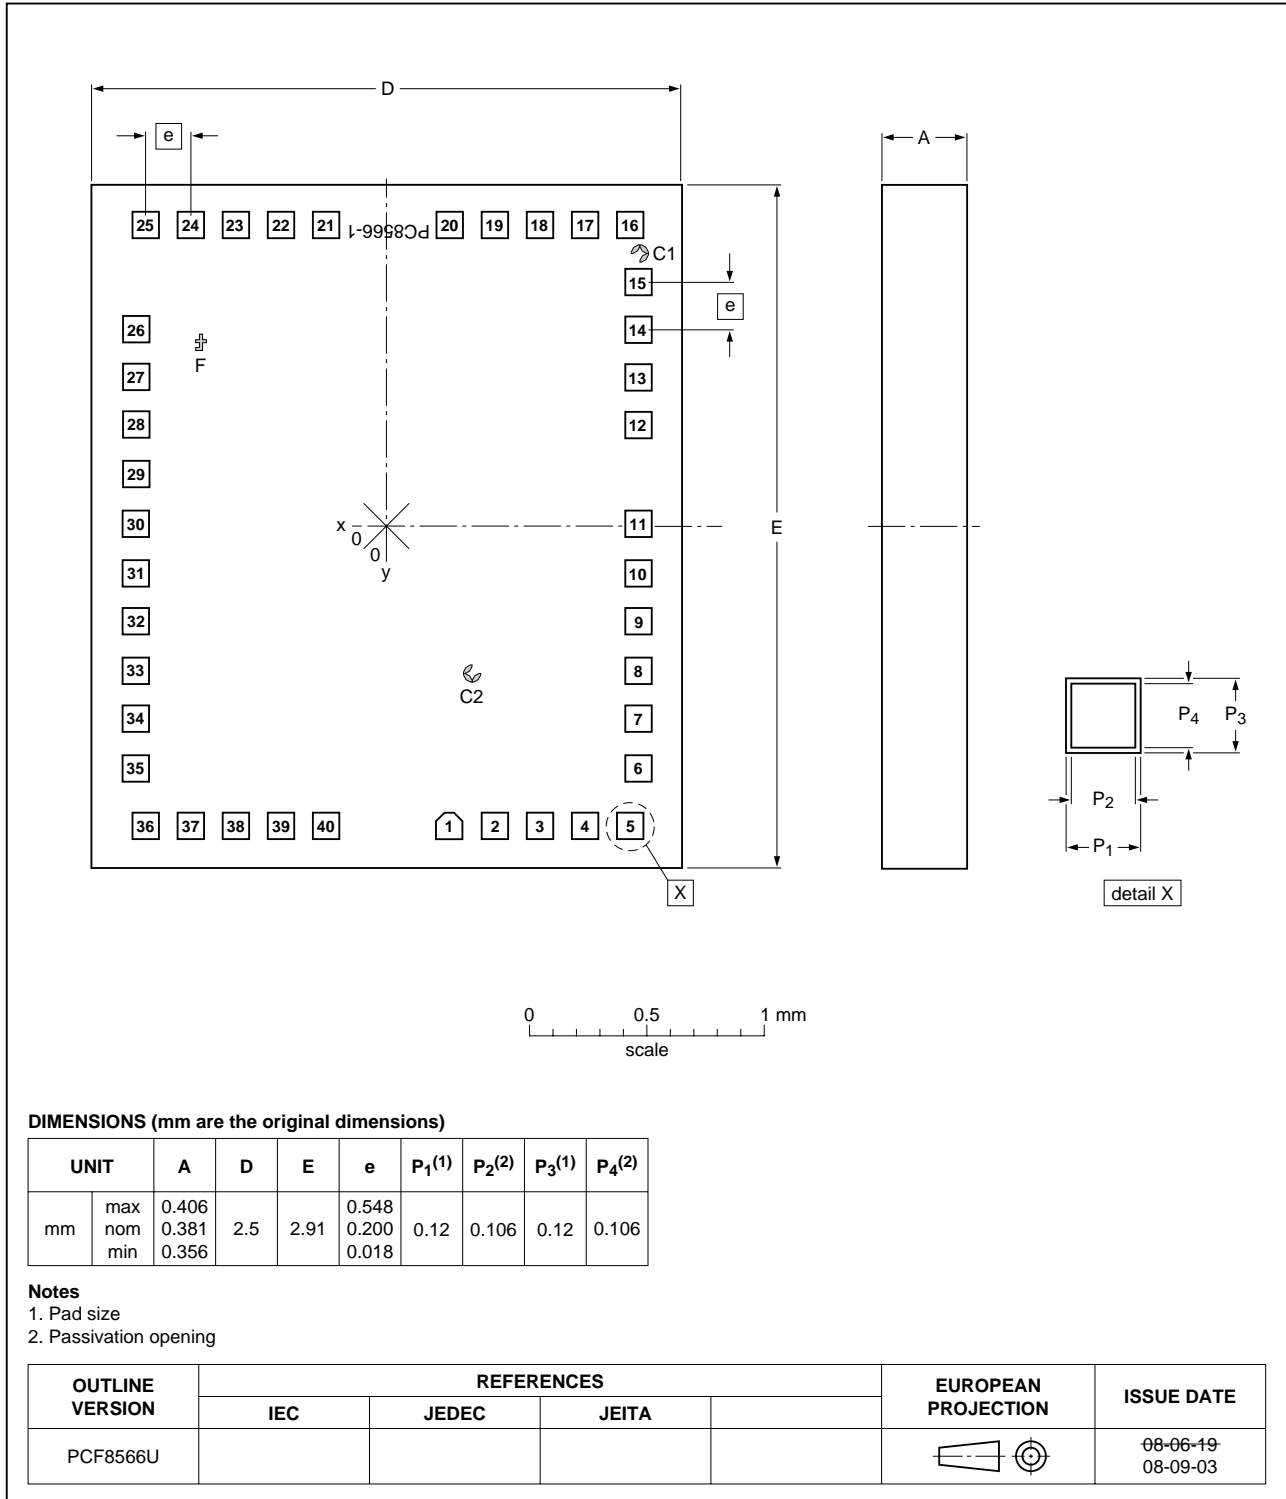 D
e
A
25 24 23 22 21 PC8566-1 20 19 18 17 16
C1
15
e
26 14
F
27 13
28 12
29
x 30 11 E
0
0
y
31 10
32 9
33 8
C2
P4 P3
34 7
35 6
P2
36 37 38 39 40 1 2 3 4 5
P1
X
detail X
0 0.5 1 mm
scale
DIMENSIONS (mm are the original dimensions)
UNIT A D E e P1(1) P2(2) P3(1) P4(2)
mm max nom min 0.406 0.381 0.356 2.5 2.91 0.548 0.200 0.018 0.12 0.106 0.12 0.106
Notes
1. Pad size
2. Passivation opening
OUTLINE VERSION REFERENCES EUROPEAN PROJECTION ISSUE DATE
IEC JEDEC JEITA
PCF8566U 08-06-19
08-09-03